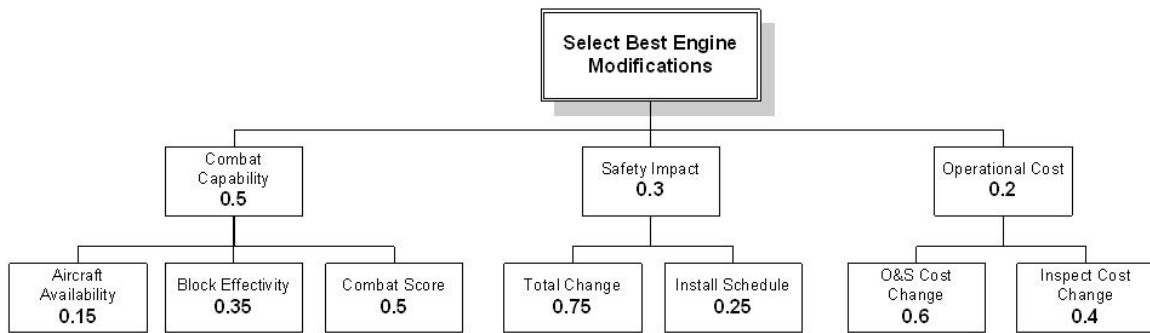 Select Best Engine
Modifications
Combat
Capability
0.5
Safety Impact
0.3
Operational Cost
0.2
Aircraft
Availability
0.15
Block Effectivity
0.35
Combat Score
0.5
Total Change
0.75
Install Schedule
0.25
O&S Cost
Change
0.6
Inspect Cost
Change
0.4